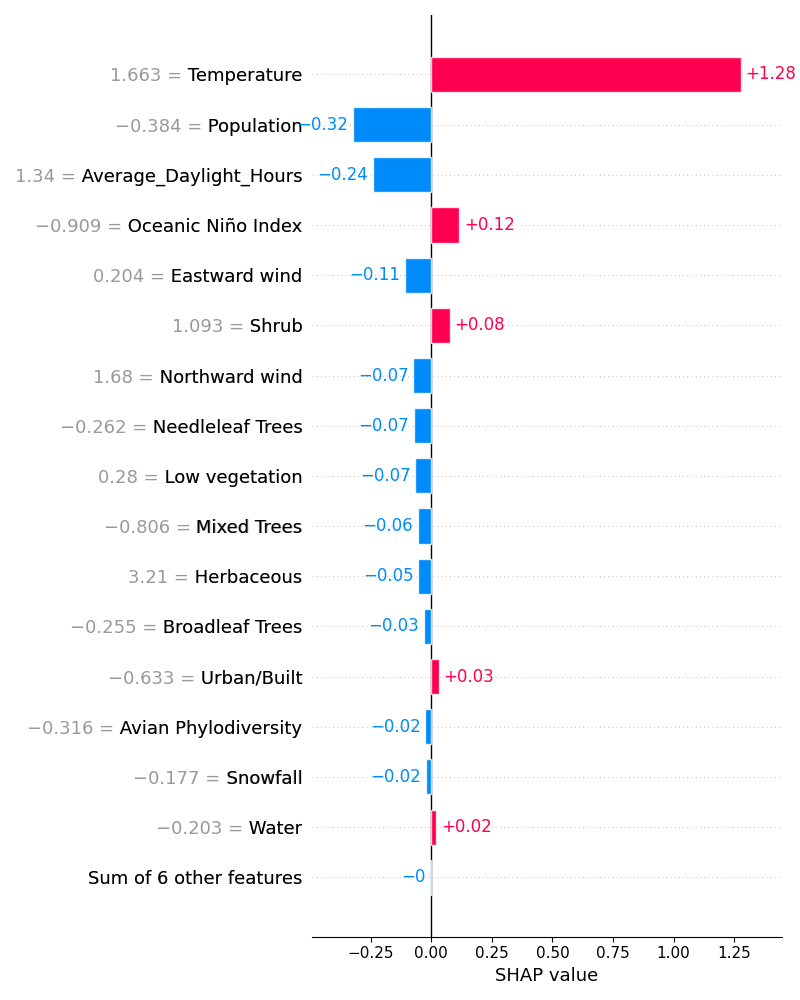 1.663 = Temperature +1.28
−0.384 = Population −0.32
1.34 = Average_Daylight_Hours −0.24
−0.909 = Oceanic Niño Index +0.12
0.204 = Eastward wind −0.11
1.093 = Shrub +0.08
1.68 = Northward wind −0.07
−0.262 = Needleleaf Trees −0.07
0.28 = Low vegetation −0.07
−0.806 = Mixed Trees −0.06
3.21 = Herbaceous −0.05
−0.255 = Broadleaf Trees −0.03
−0.633 = Urban/Built +0.03
−0.316 = Avian Phylodiversity −0.02
−0.177 = Snowfall −0.02
−0.203 = Water +0.02
Sum of 6 other features −0
−0.25 0.00 0.25 0.50 0.75 1.00 1.25
SHAP value